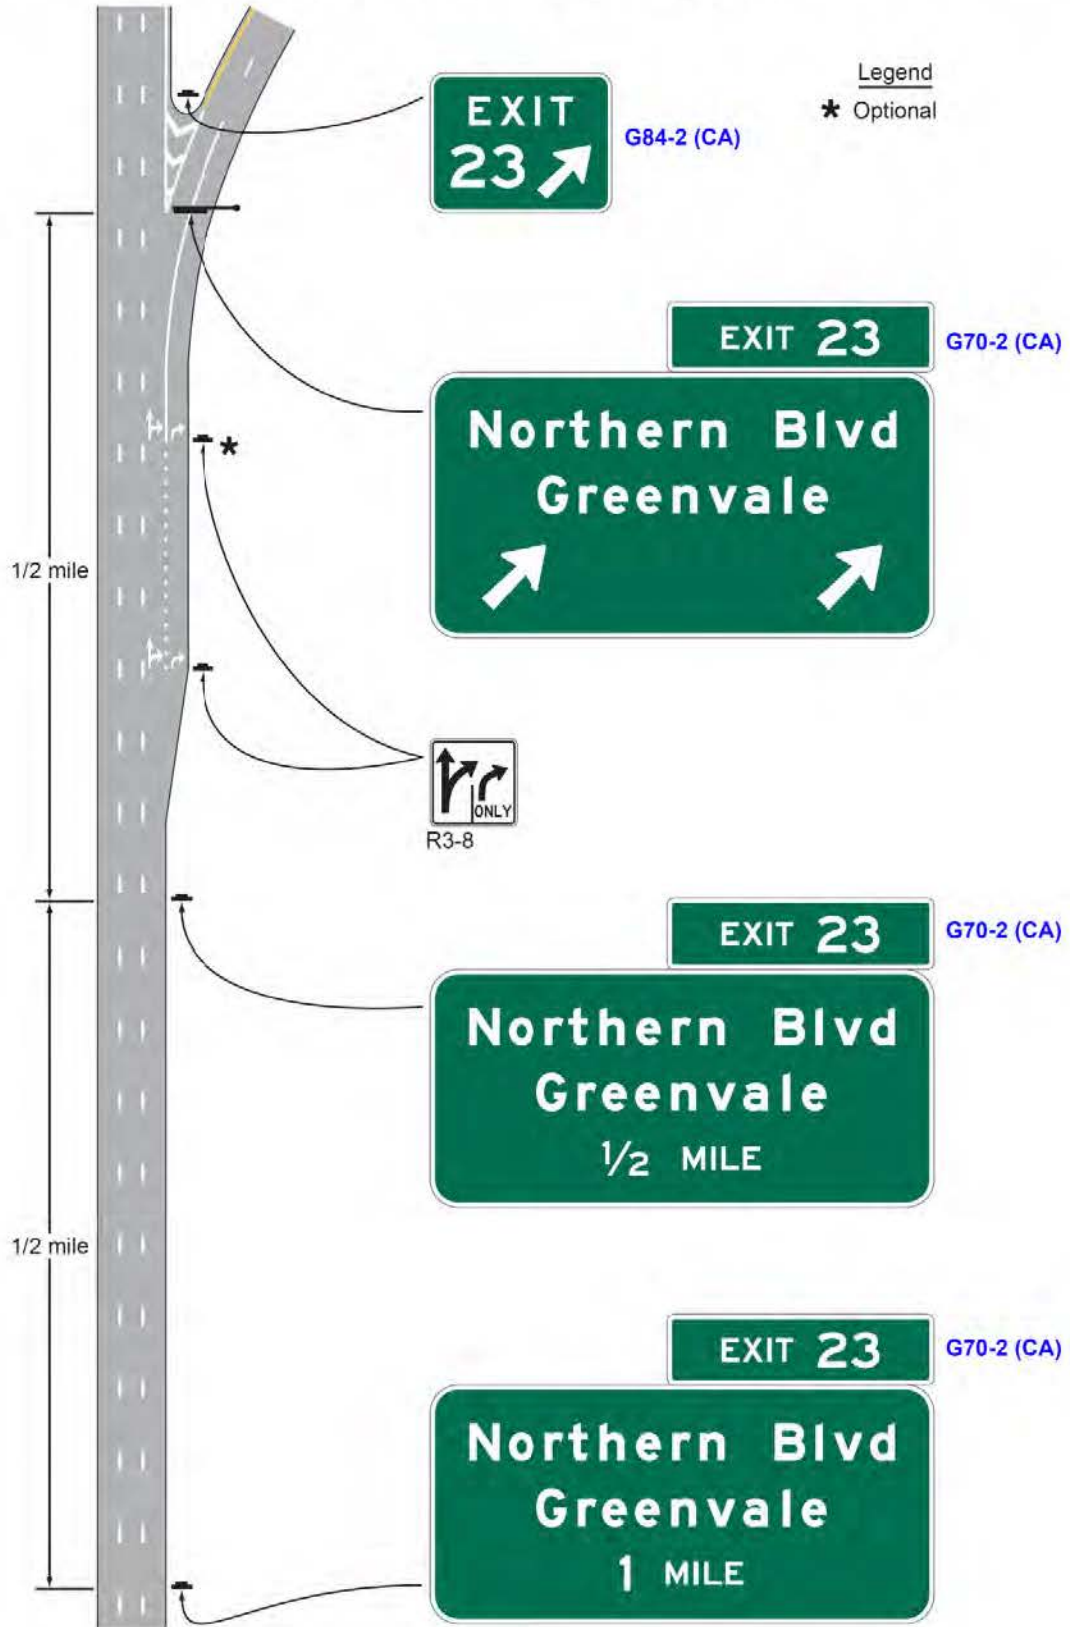 Legend
* Optional
EXIT
23
G84-2 (CA)
EXIT 23
G70-2 (CA)
Northern Blvd
Greenvale
*
1/2 mile
ONLY
R3-8
EXIT 23
G70-2 (CA)
Northern Blvd
Greenvale
1/2 MILE
1/2 mile
EXIT 23
G70-2 (CA)
Northern Blvd
Greenvale
1 MILE